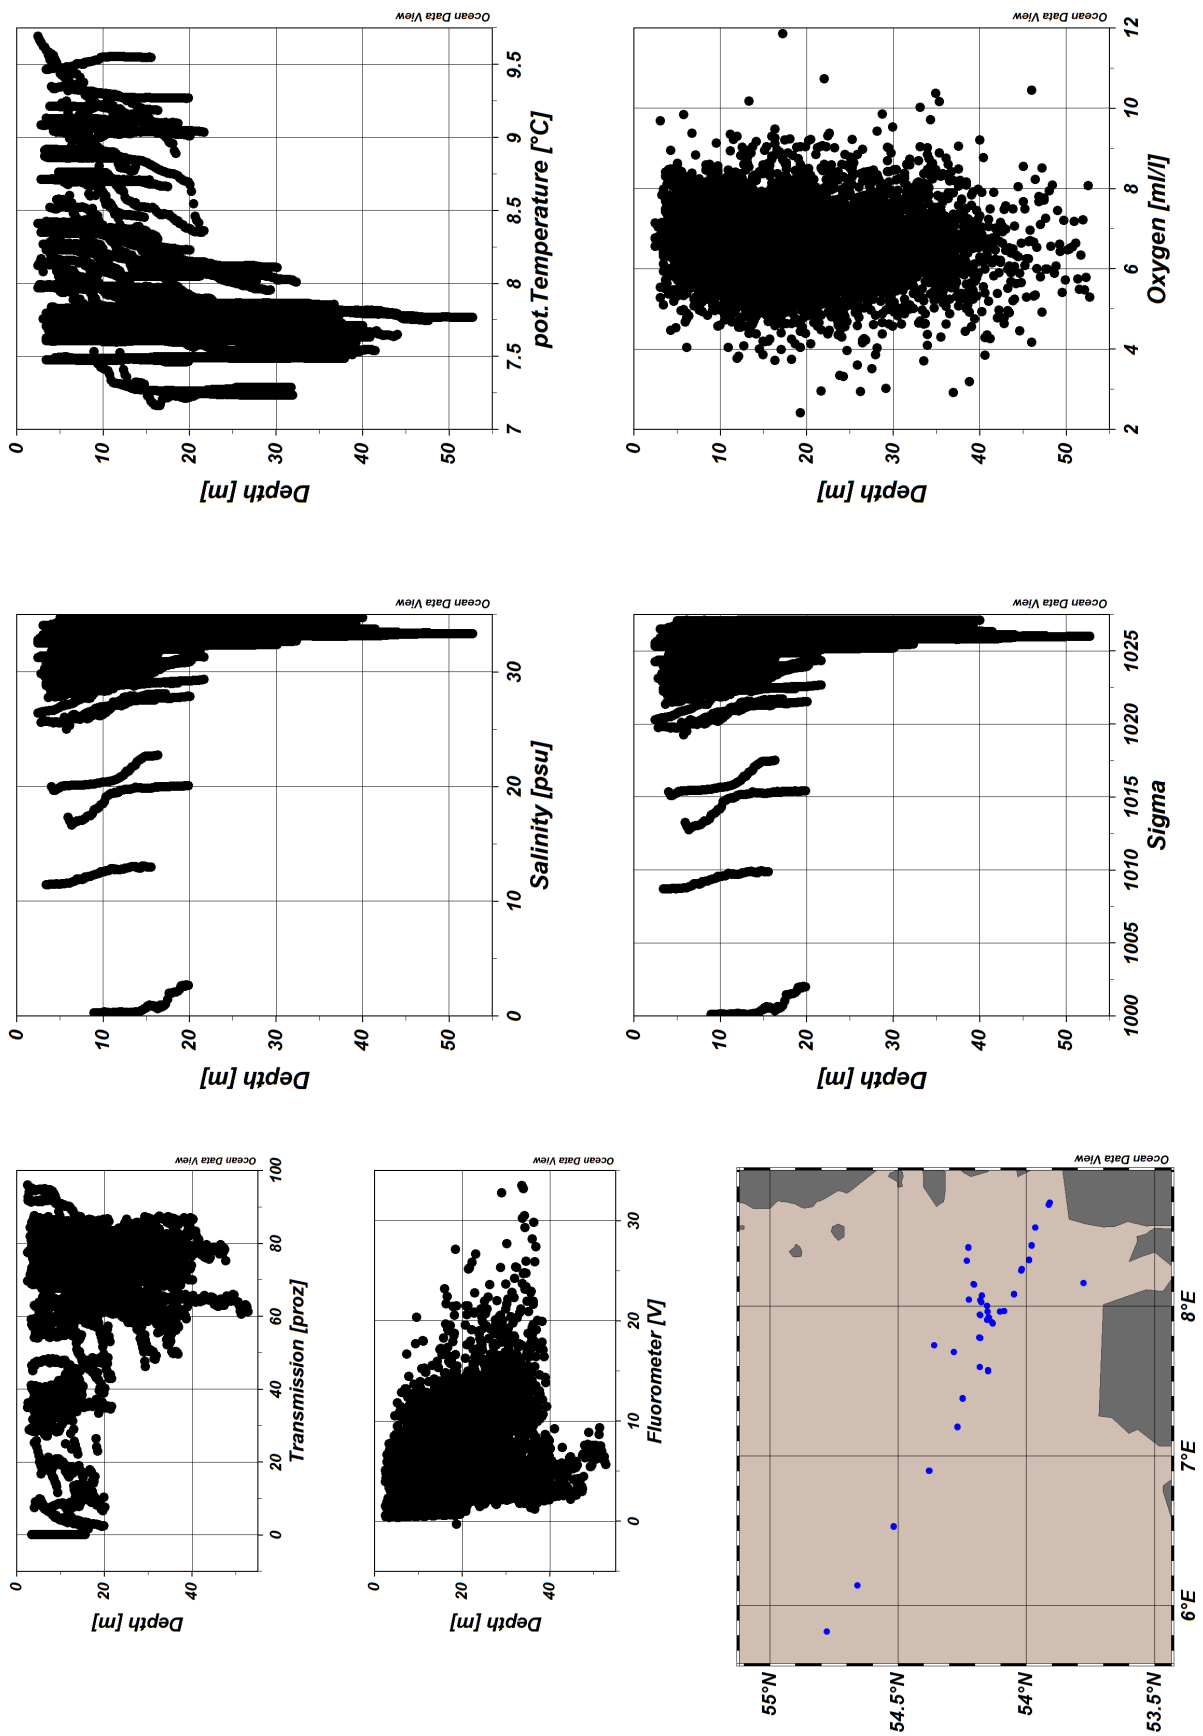 0
20
40
Depth [m]
0
20
40
60
80
100
Transmission [proz]
Ocean Data View
0
20
40
Depth [m]
0
10
20
30
Fluorometer [V]
Ocean Data View
55°N
54.5°N
54°N
53.5°N
6°E
7°E
8°E
Ocean Data View
0
10
20
30
40
50
Depth [m]
0
10
20
30
Salinity [psu]
Ocean Data View
0
10
20
30
40
50
Depth [m]
7
7.5
8
8.5
9
9.5
pot.Temperature [°C]
Ocean Data View
0
10
20
30
40
50
Depth [m]
1000
1005
1010
1015
1020
1025
Sigma
Ocean Data View
0
10
20
30
40
50
Depth [m]
2
4
6
8
10
12
Oxygen [ml/l]
Ocean Data View